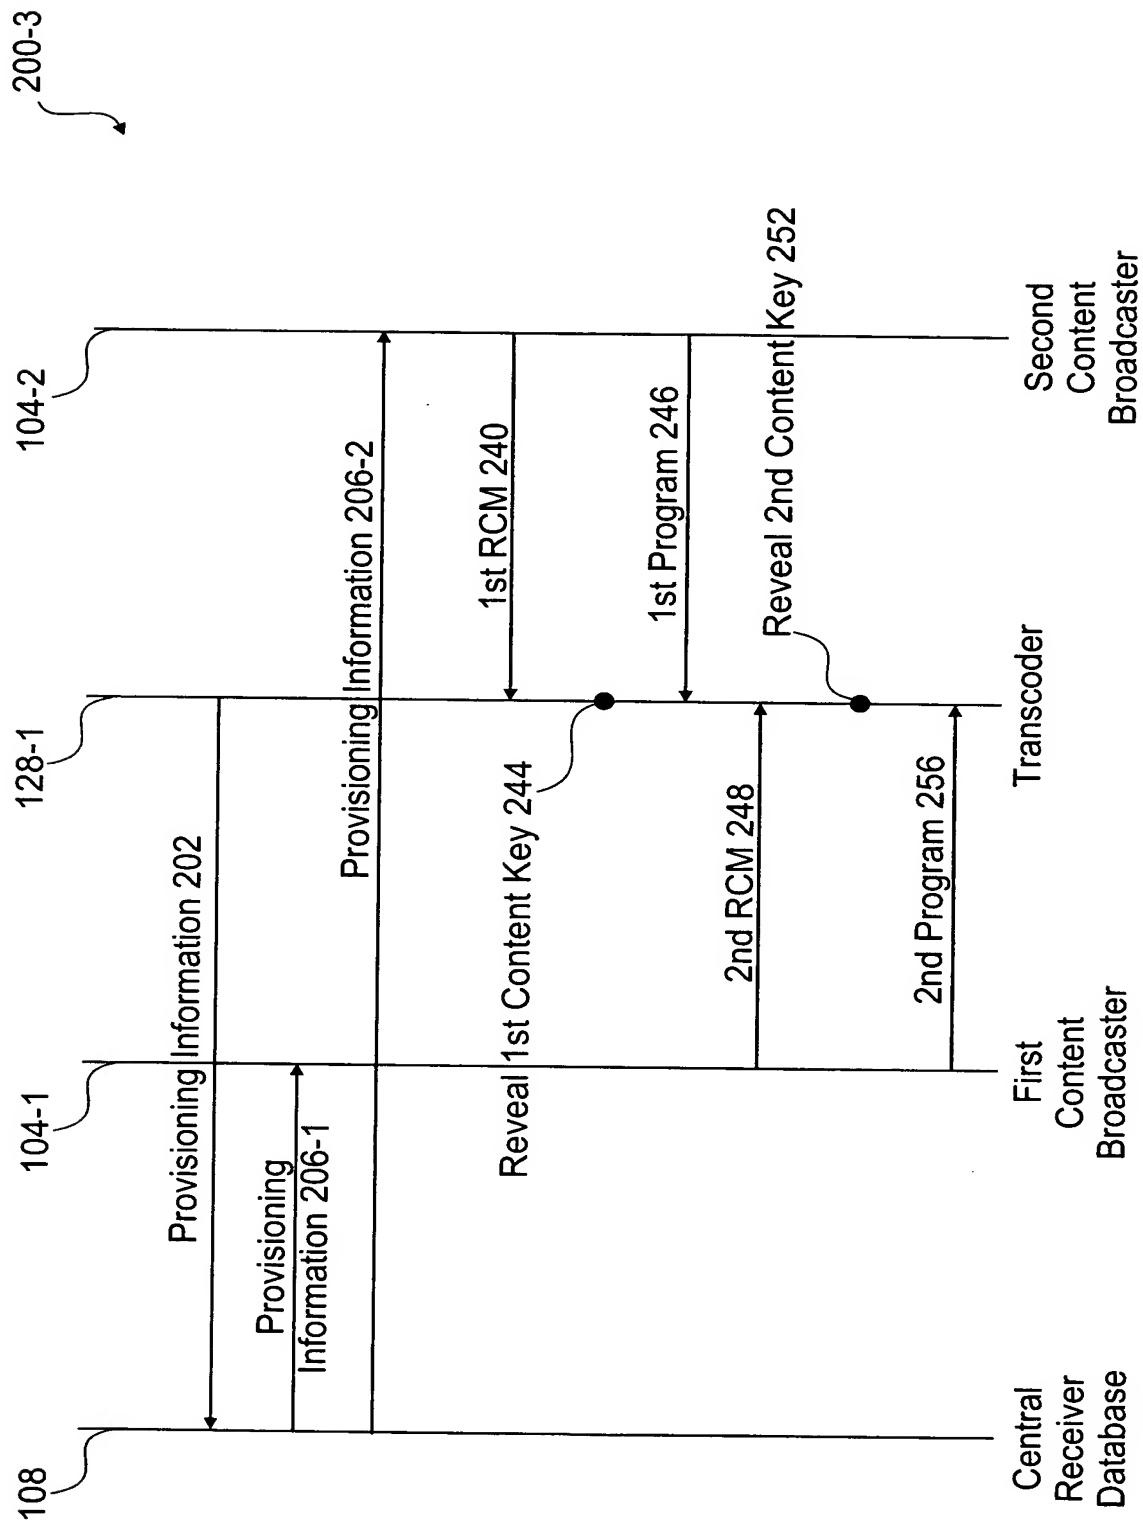 200-3
108
104-1
128-1
104-2
Provisioning Information 202
Provisioning
Information 206-1
Provisioning Information 206-2
1st RCM 240
Reveal 1st Content Key 244
1st Program 246
2nd RCM 248
Reveal 2nd Content Key 252
2nd Program 256
Central
Receiver
Database
First
Content
Broadcaster
Transcoder
Second
Content
Broadcaster